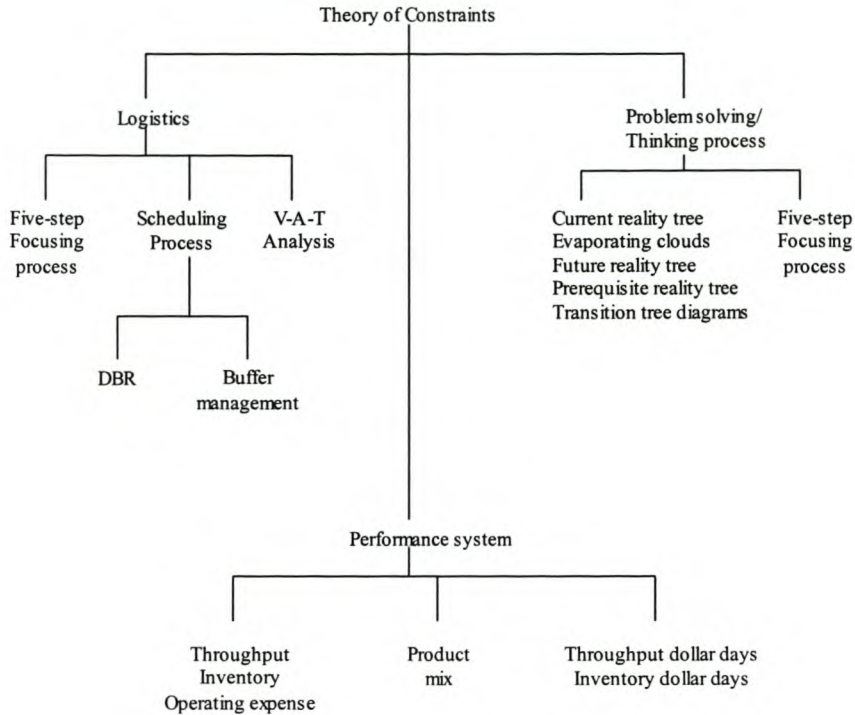 Theory of Constraints
Logistics
Problem solving/
Thinking process
Five-step
Focusing
process
Scheduling
Process
V-A-T
Analysis
Current reality tree
Evaporating clouds
Future reality tree
Prerequisite reality tree
Transition tree diagrams
Five-step
Focusing
process
DBR
Buffer
management
Performance system
Throughput
Inventory
Operating expense
Product
mix
Throughput dollar days
Inventory dollar days